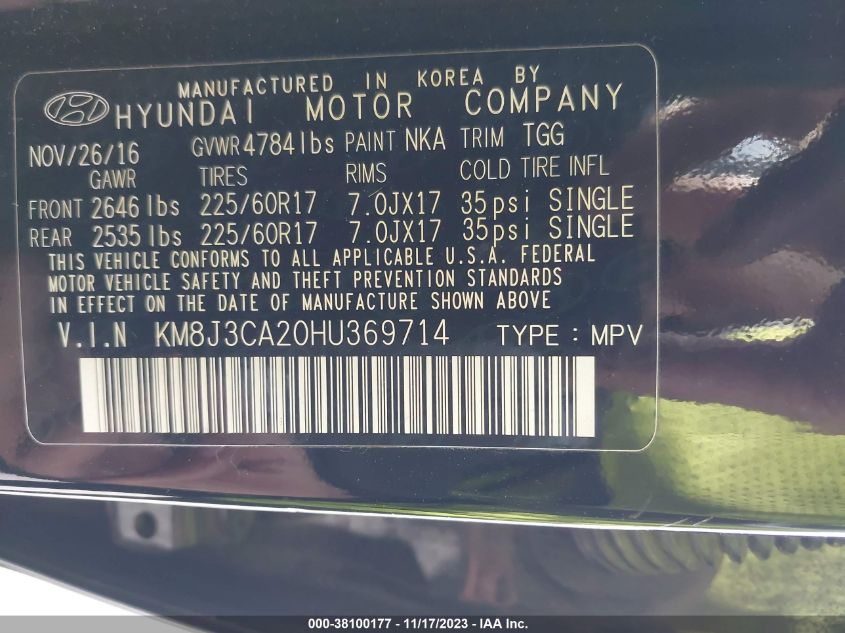 MANUFACTURED IN KOREA BY
HYUNDAI MOTOR COMPANY
NOV/26/16 GVWR 4784 lbs PAINT NKA TRIM TGG
GAWR TIRES RIMS COLD TIRE INFL
FRONT 2646 lbs 225/60R17 7.0JX17 35psi SINGLE
REAR 2535 lbs 225/60R17 7.0JX17 35psi SINGLE
THIS VEHICLE CONFORMS TO ALL APPLICABLE U.S.A. FEDERAL
MOTOR VEHICLE SAFETY AND THEFT PREVENTION STANDARDS
IN EFFECT ON THE DATE OF MANUFACTURE SHOWN ABOVE
V.I.N KM8J3CA20HU369714 TYPE : MPV
000-38100177 - 11/17/2023 - IAA Inc.